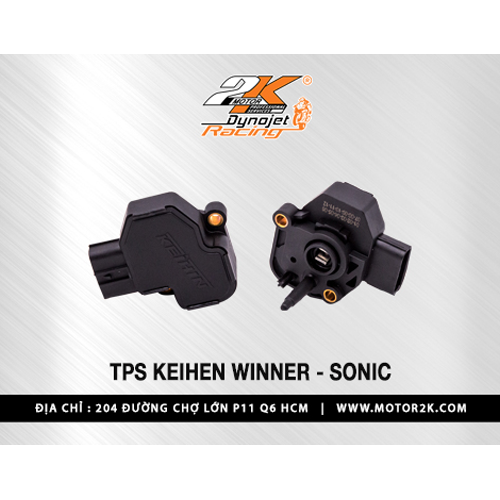 2K
®
MOTOR
PROFESSIONAL
SERVICES
Dynojet
Racing
KEIHIN
TPS KEIHEN WINNER - SONIC
ĐỊA CHỈ : 204 ĐƯỜNG CHỢ LỚN P11 Q6 HCM | WWW.MOTOR2K.COM